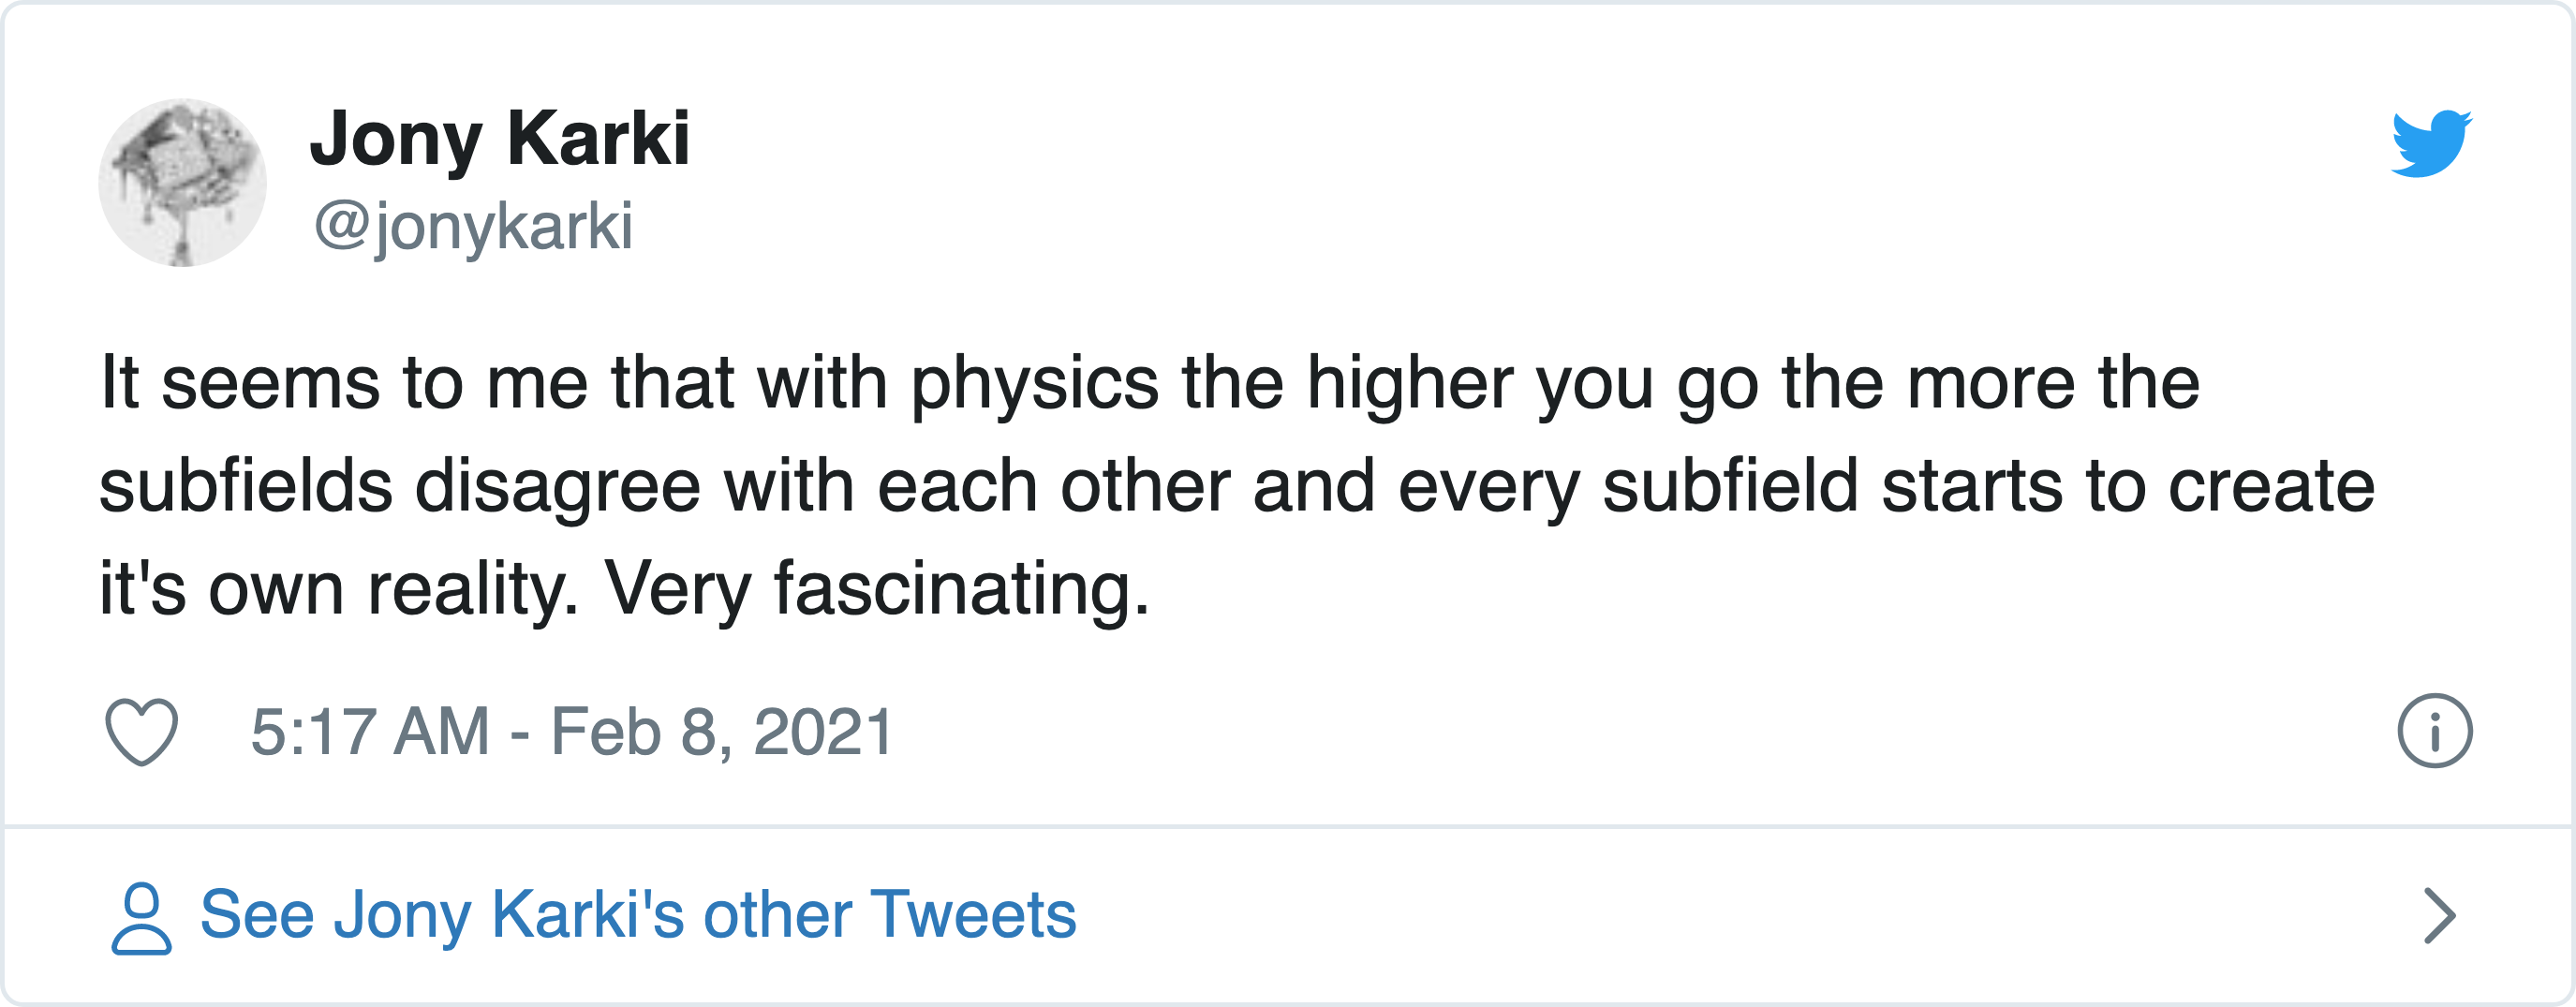 Jony Karki
@jonykarki
It seems to me that with physics the higher you go the more the
subfields disagree with each other and every subfield starts to create
it's own reality. Very fascinating.
5:17 AM - Feb 8, 2021
See Jony Karki's other Tweets